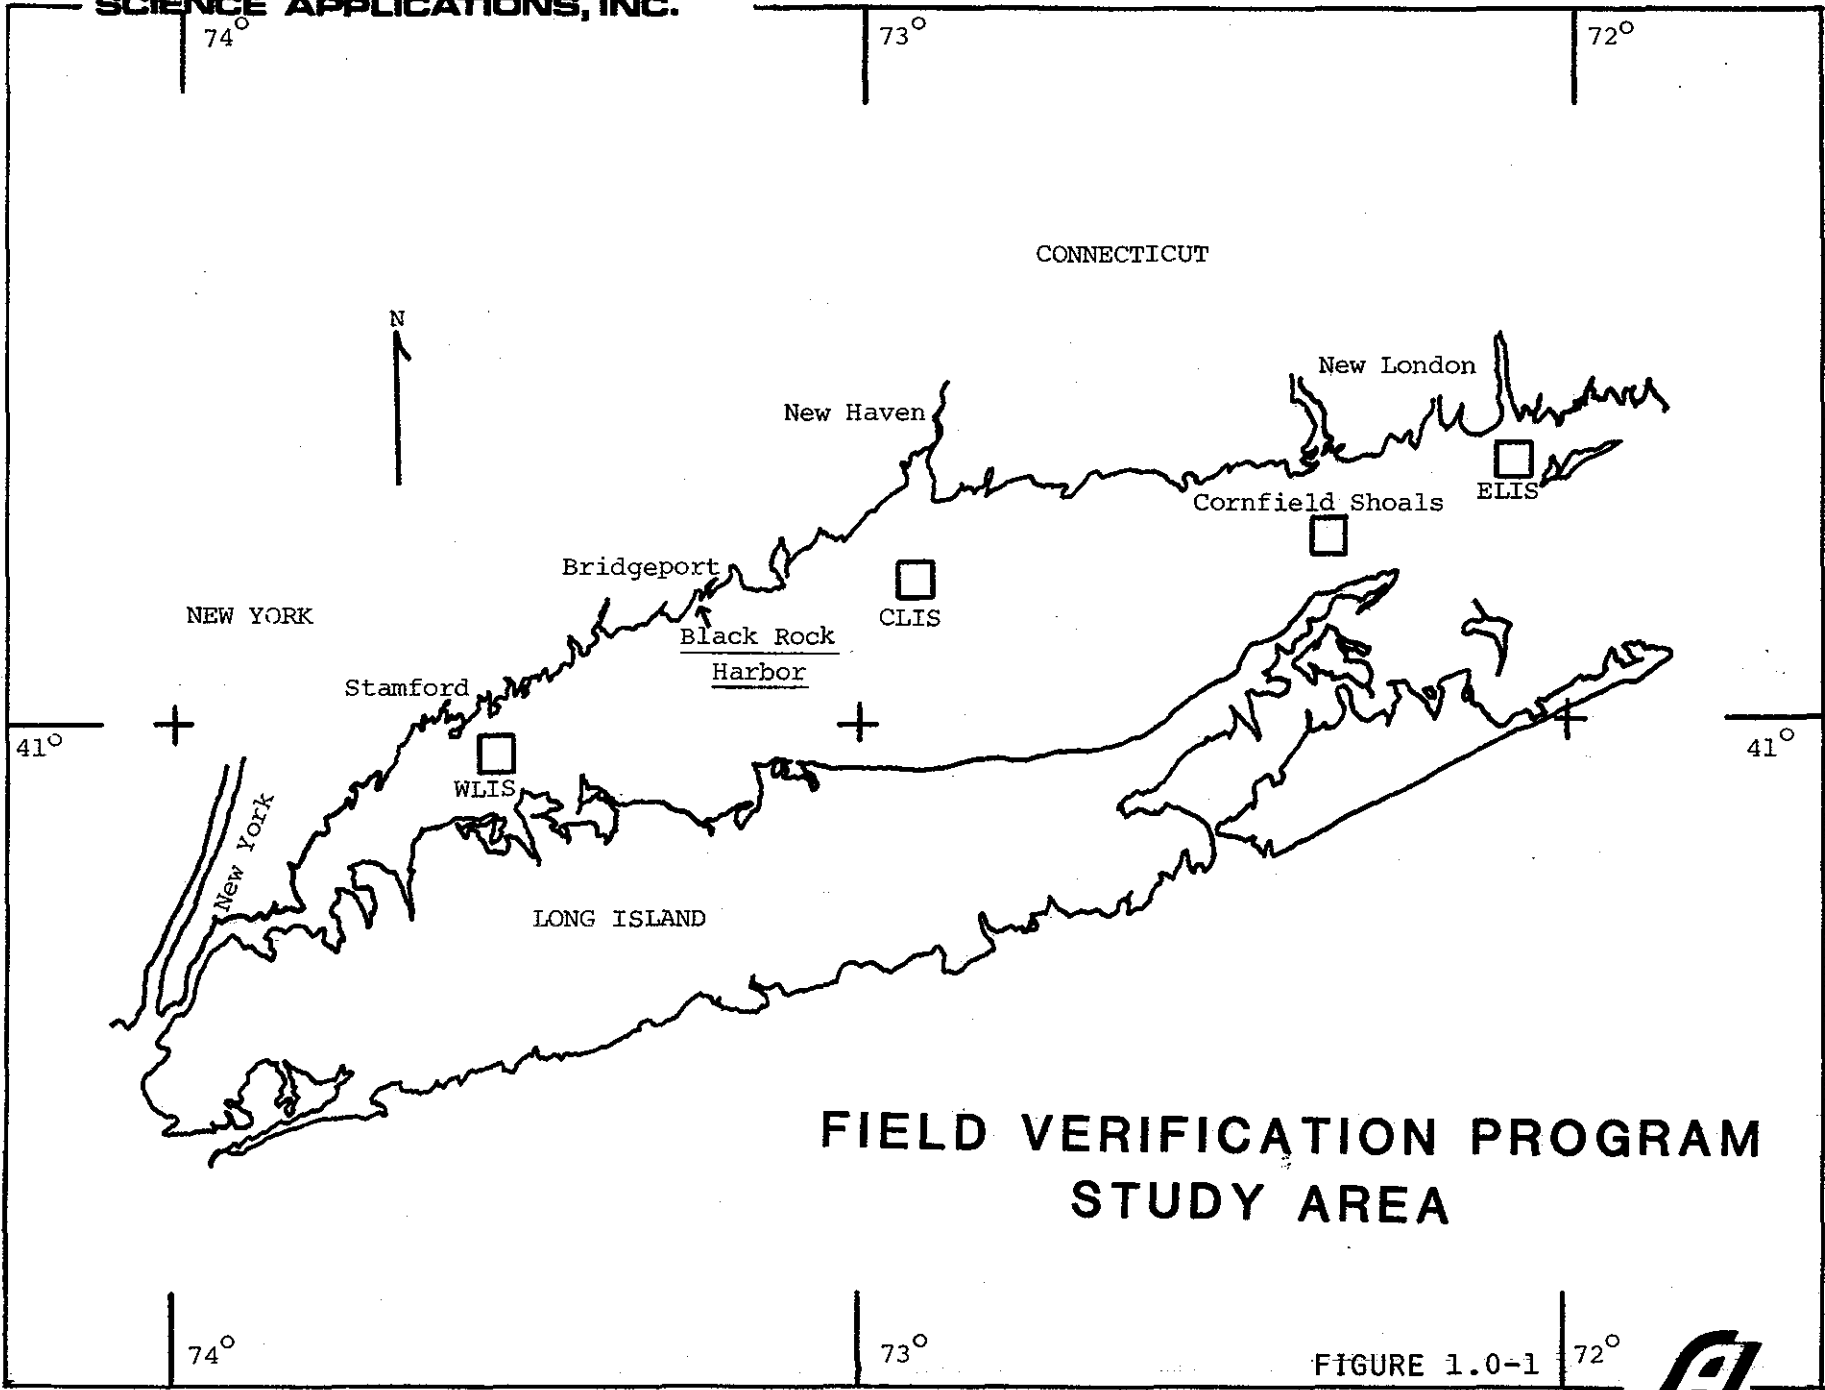 SCIENCE APPLICATIONS, INC.
74°
73°
72°
CONNECTICUT
N
New London
New Haven
ELIS
Cornfield Shoals
Bridgeport
CLIS
NEW YORK
Black Rock
Harbor
Stamford
41°
41°
WLIS
New York
LONG ISLAND
FIELD VERIFICATION PROGRAM
STUDY AREA
74°
73°
72°
FIGURE 1.0-1